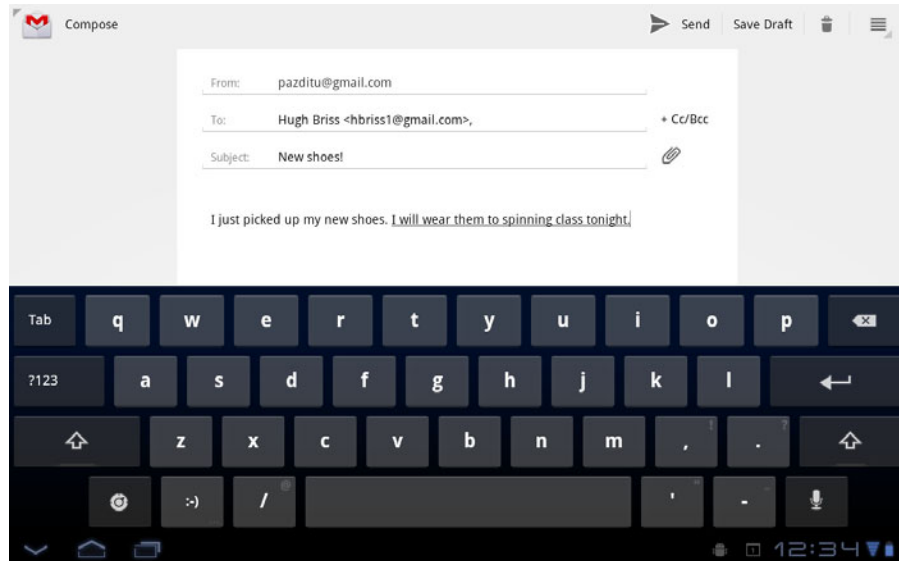 Compose Send Save Draft
From: pazditu@gmail.com
To: Hugh Briss <hbriss1@gmail.com>, + Cc/Bcc
Subject: New shoes!
I just picked up my new shoes. I will wear them to spinning class tonight.
Tab q w e r t y u i o p
?123 a s d f g h j k l
z x c v b n m , ! . ?
:-) ... / @ ' " - _
1 12:34